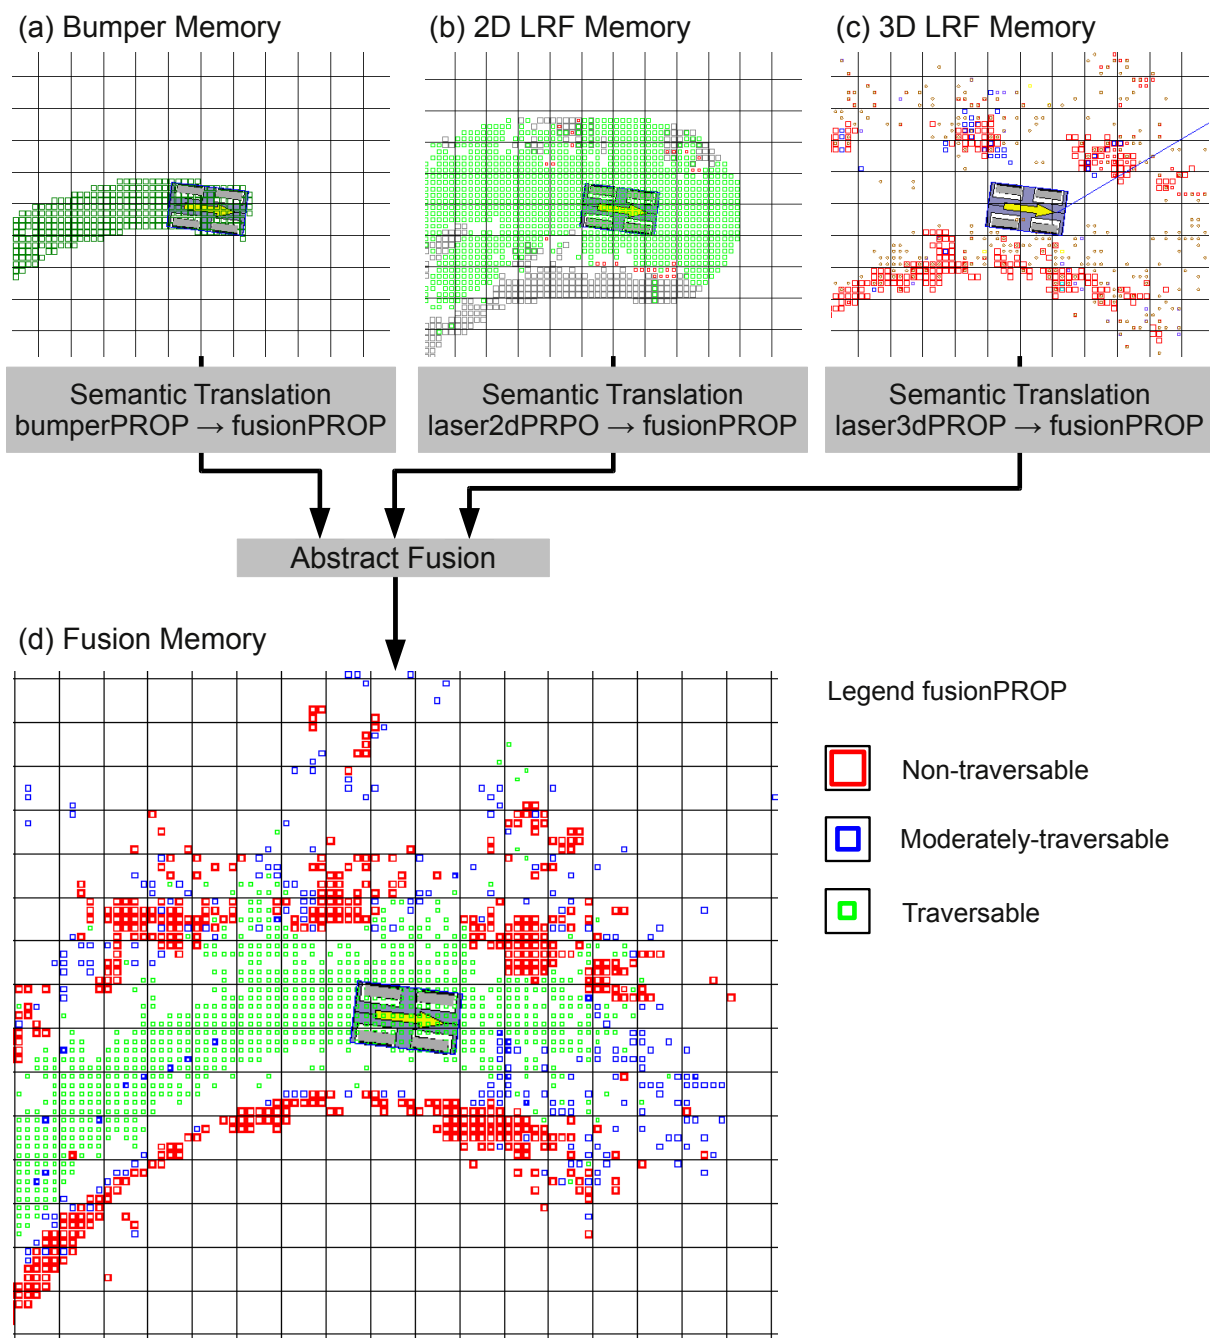 (a) Bumper Memory
(b) 2D LRF Memory
(c) 3D LRF Memory
Semantic Translation
bumperPROP → fusionPROP
Semantic Translation
laser2dPRPO → fusionPROP
Semantic Translation
laser3dPROP → fusionPROP
Abstract Fusion
(d) Fusion Memory
Legend fusionPROP
Non-traversable
Moderately-traversable
Traversable